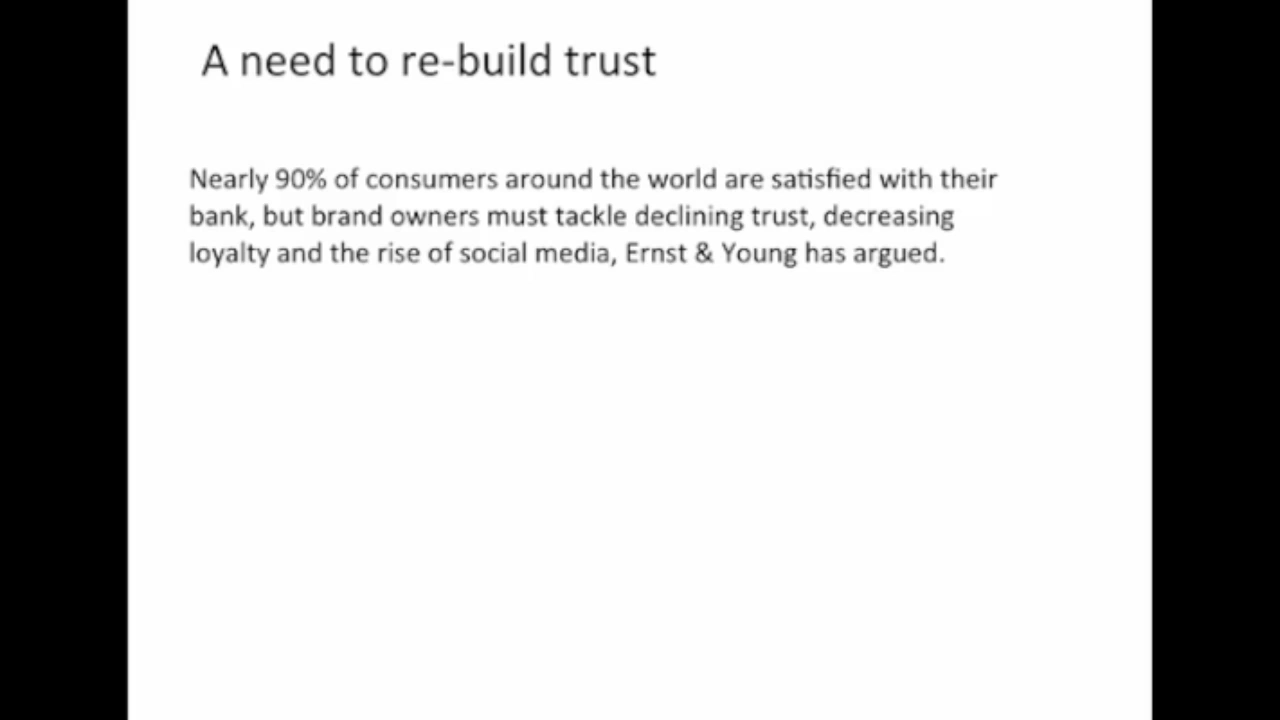 A need to re-build trust
Nearly 90% of consumers around the world are satisfied with their
bank, but brand owners must tackle declining trust, decreasing
loyalty and the rise of social media, Ernst & Young has argued.